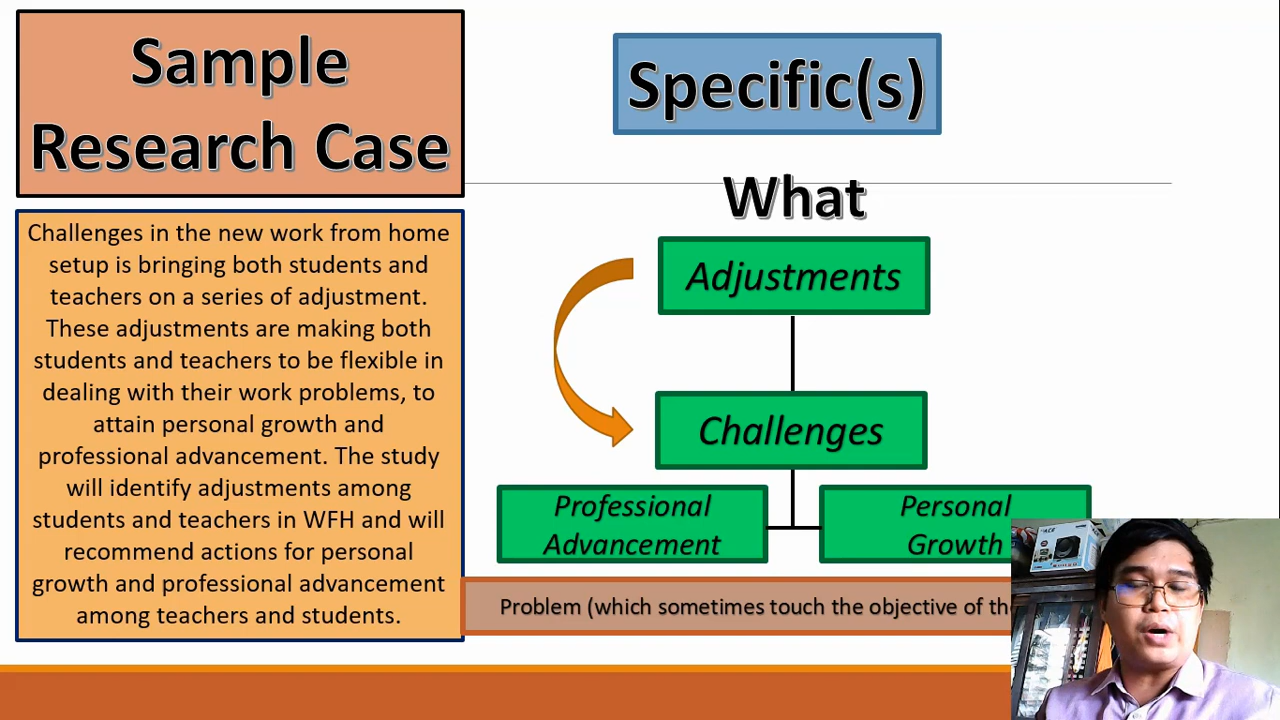 Sample
Research Case
Challenges in the new work from home
setup is bringing both students and
teachers on a series of adjustment.
These adjustments are making both
students and teachers to be flexible in
dealing with their work problems, to
attain personal growth and
professional advancement. The study
will identify adjustments among
students and teachers in WFH and will
recommend actions for personal
growth and professional advancement
among teachers and students.
Specific(s)
What
Adjustments
Challenges
Professional
Advancement
Personal
Growth
Problem (which sometimes touch the objective of